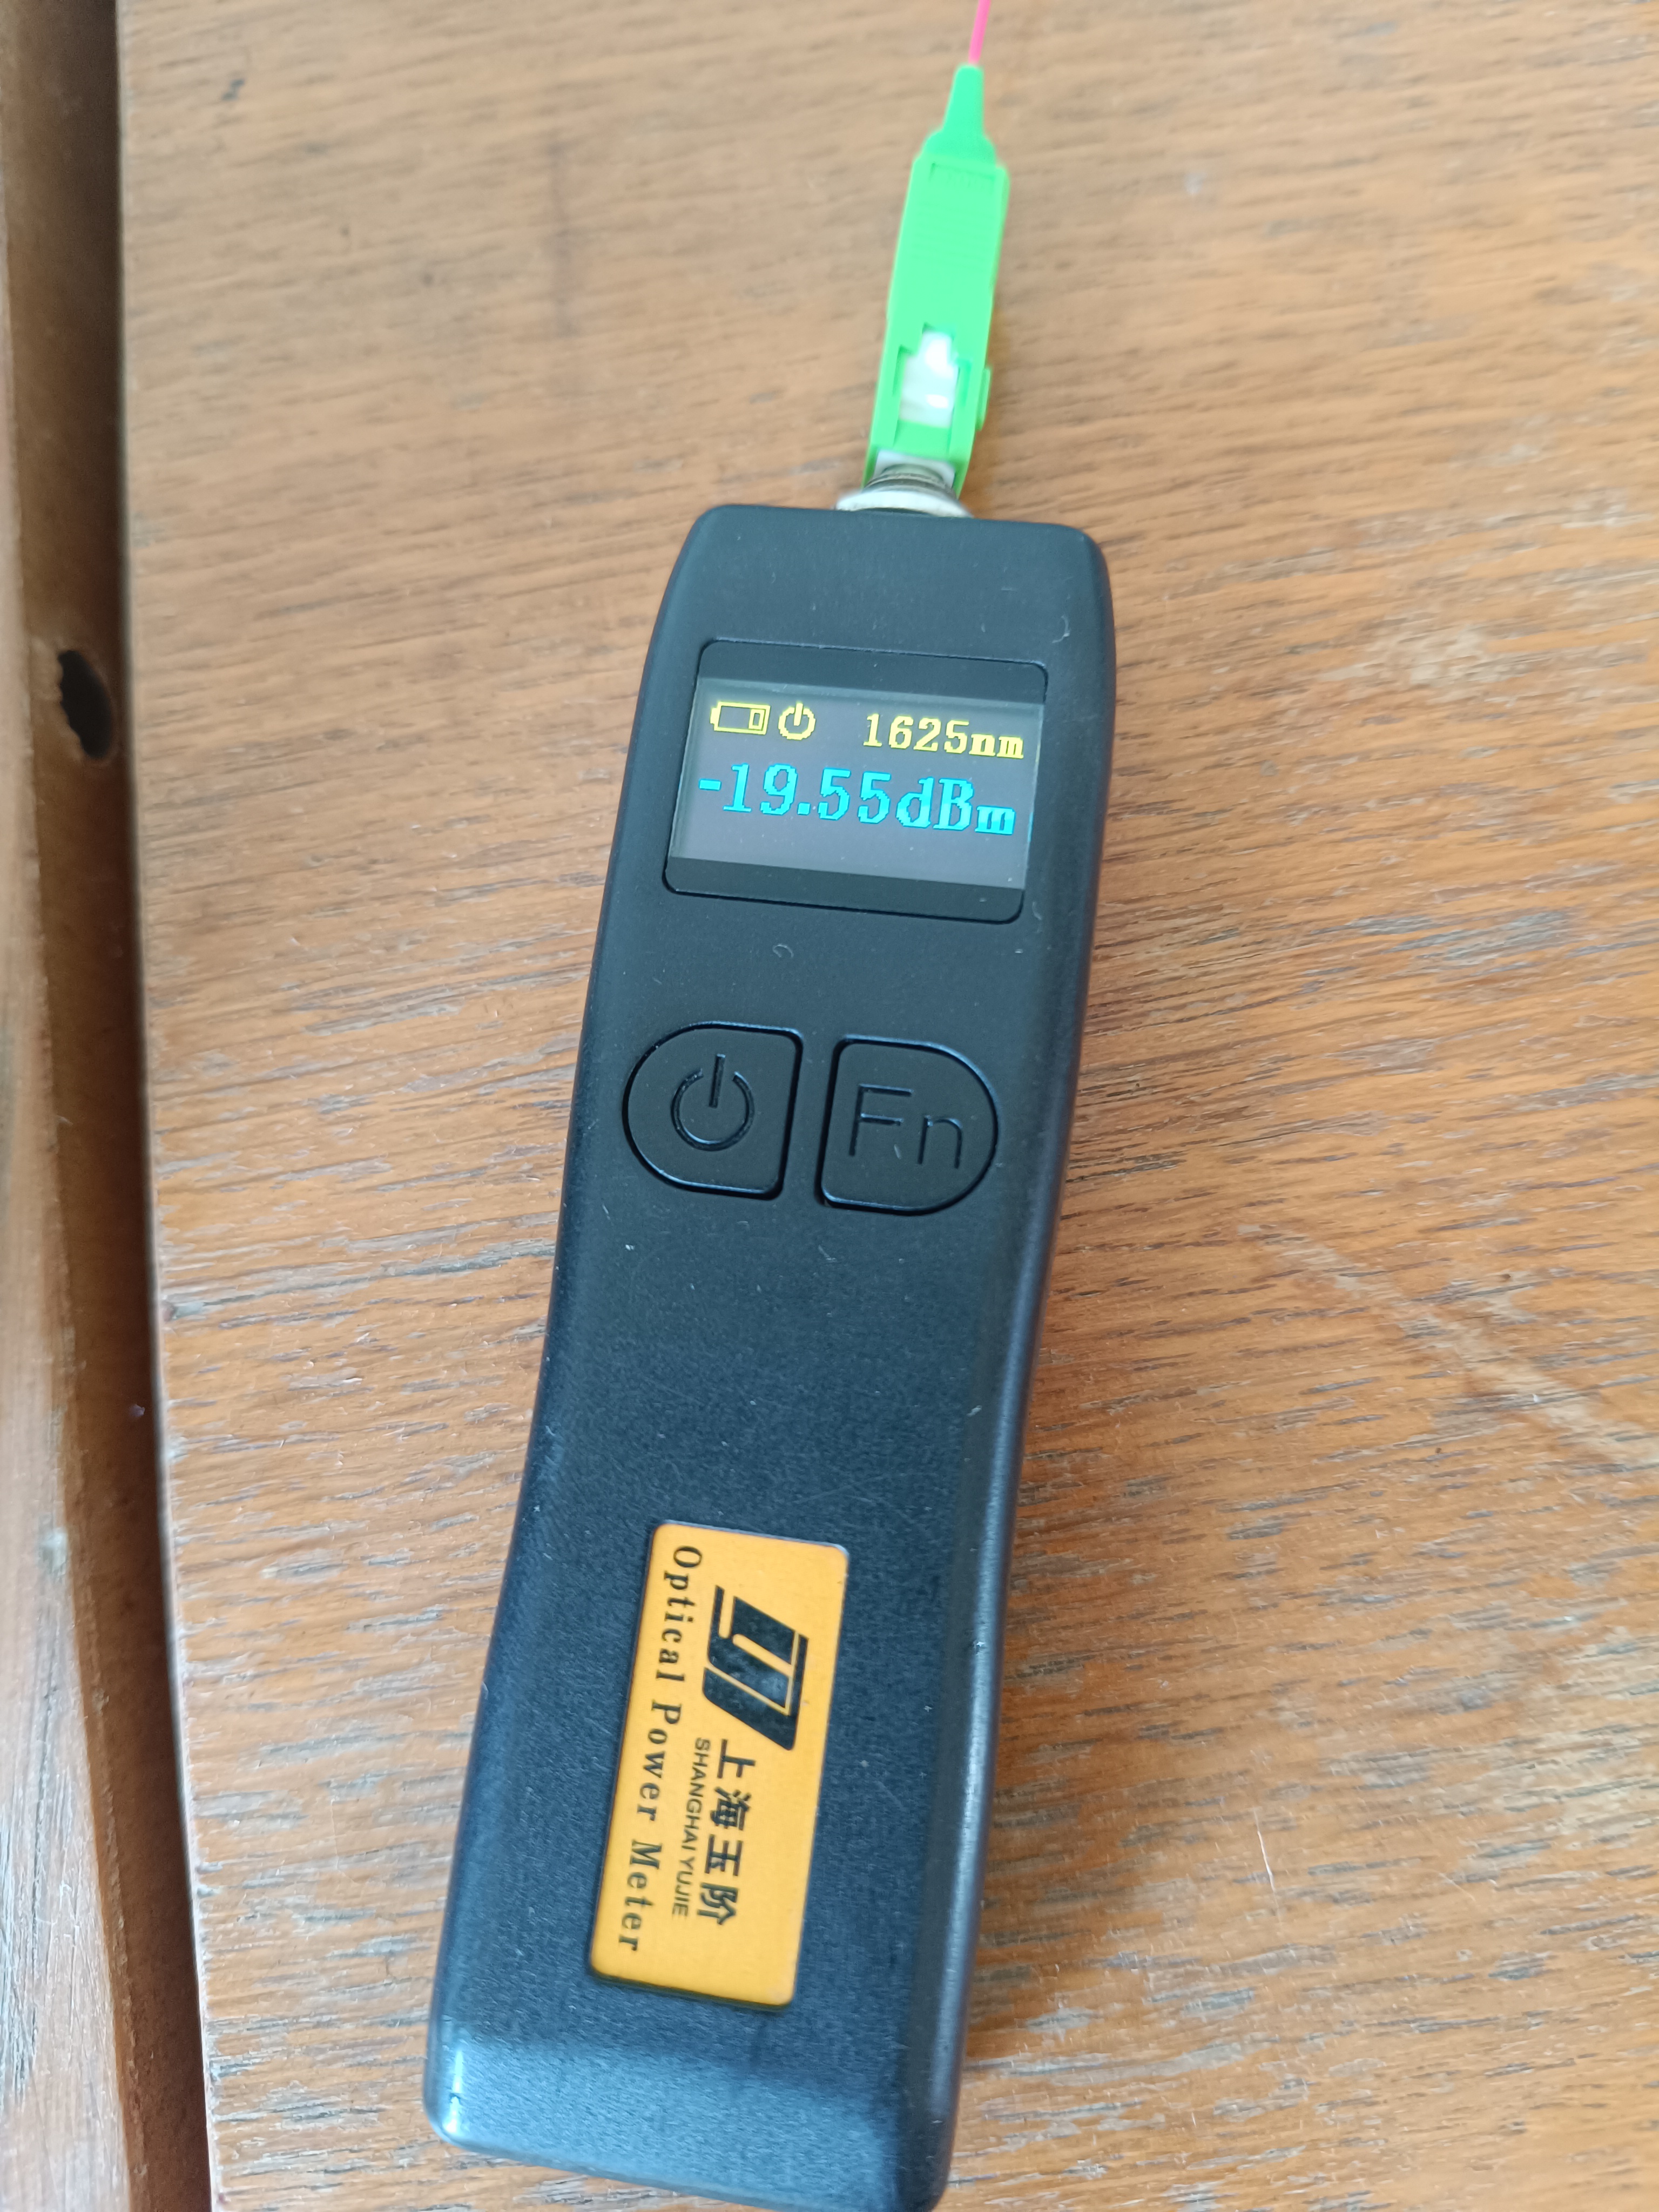 1625nm
-19.55dBm
Fn
上海玉阶
SHANGHAI YUJIE
Optical Power Meter